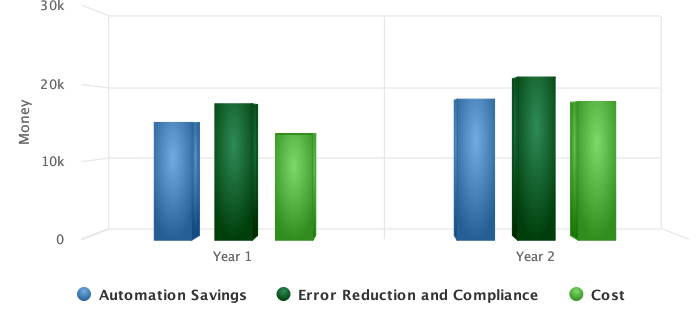 30k
20k
10k
0
Money
Year 1
Year 2
Automation Savings
Error Reduction and Compliance
Cost